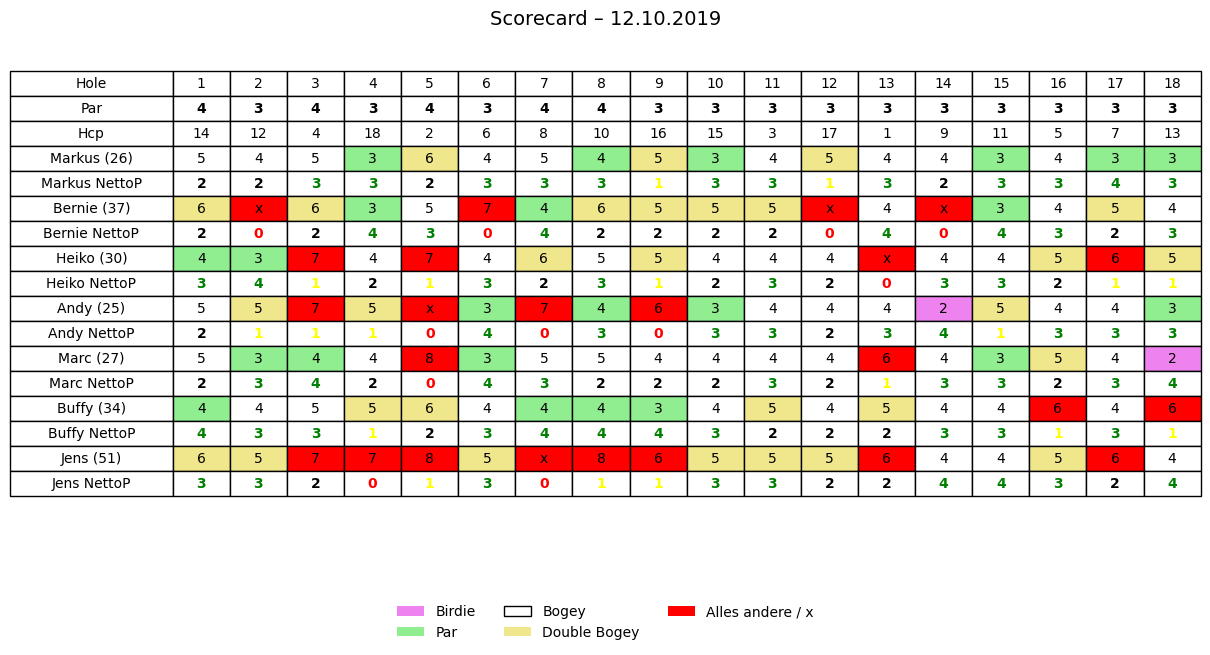 Scorecard – 12.10.2019
Hole 1 2 3 4 5 6 7 8 9 10 11 12 13 14 15 16 17 18
Par 4 3 4 3 4 3 4 4 3 3 3 3 3 3 3 3 3 3
Hcp 14 12 4 18 2 6 8 10 16 15 3 17 1 9 11 5 7 13
Markus (26) 5 4 5 3 6 4 5 4 5 3 4 5 4 4 3 4 3 3
Markus NettoP 2 2 3 3 2 3 3 3 1 3 3 1 3 2 3 3 4 3
Bernie (37) 6 x 6 3 5 7 4 6 5 5 5 x 4 x 3 4 5 4
Bernie NettoP 2 0 2 4 3 0 4 2 2 2 2 0 4 0 4 3 2 3
Heiko (30) 4 3 7 4 7 4 6 5 5 4 4 4 x 4 4 5 6 5
Heiko NettoP 3 4 1 2 1 3 2 3 1 2 3 2 0 3 3 2 1 1
Andy (25) 5 5 7 5 x 3 7 4 6 3 4 4 4 2 5 4 4 3
Andy NettoP 2 1 1 1 0 4 0 3 0 3 3 2 3 4 1 3 3 3
Marc (27) 5 3 4 4 8 3 5 5 4 4 4 4 6 4 3 5 4 2
Marc NettoP 2 3 4 2 0 4 3 2 2 2 3 2 1 3 3 2 3 4
Buffy (34) 4 4 5 5 6 4 4 4 3 4 5 4 5 4 4 6 4 6
Buffy NettoP 4 3 3 1 2 3 4 4 4 3 2 2 2 3 3 1 3 1
Jens (51) 6 5 7 7 8 5 x 8 6 5 5 5 6 4 4 5 6 4
Jens NettoP 3 3 2 0 1 3 0 1 1 3 3 2 2 4 4 3 2 4
Birdie Bogey Alles andere / x
Par Double Bogey